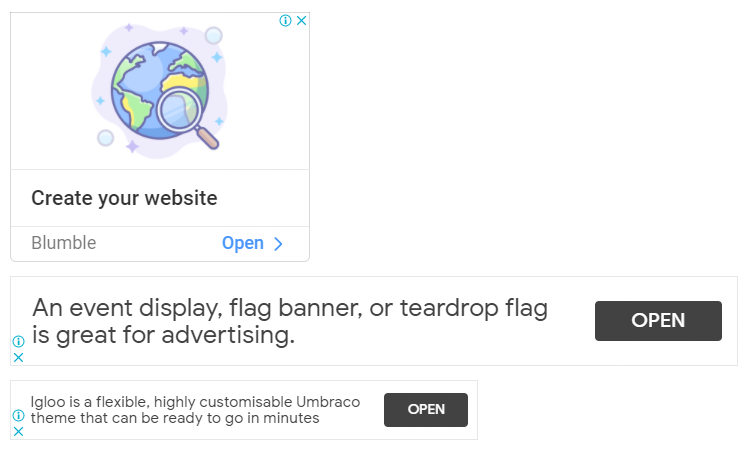 Create your website
Blumble
Open
An event display, flag banner, or teardrop flag
is great for advertising.
OPEN
Igloo is a flexible, highly customisable Umbraco
theme that can be ready to go in minutes
OPEN